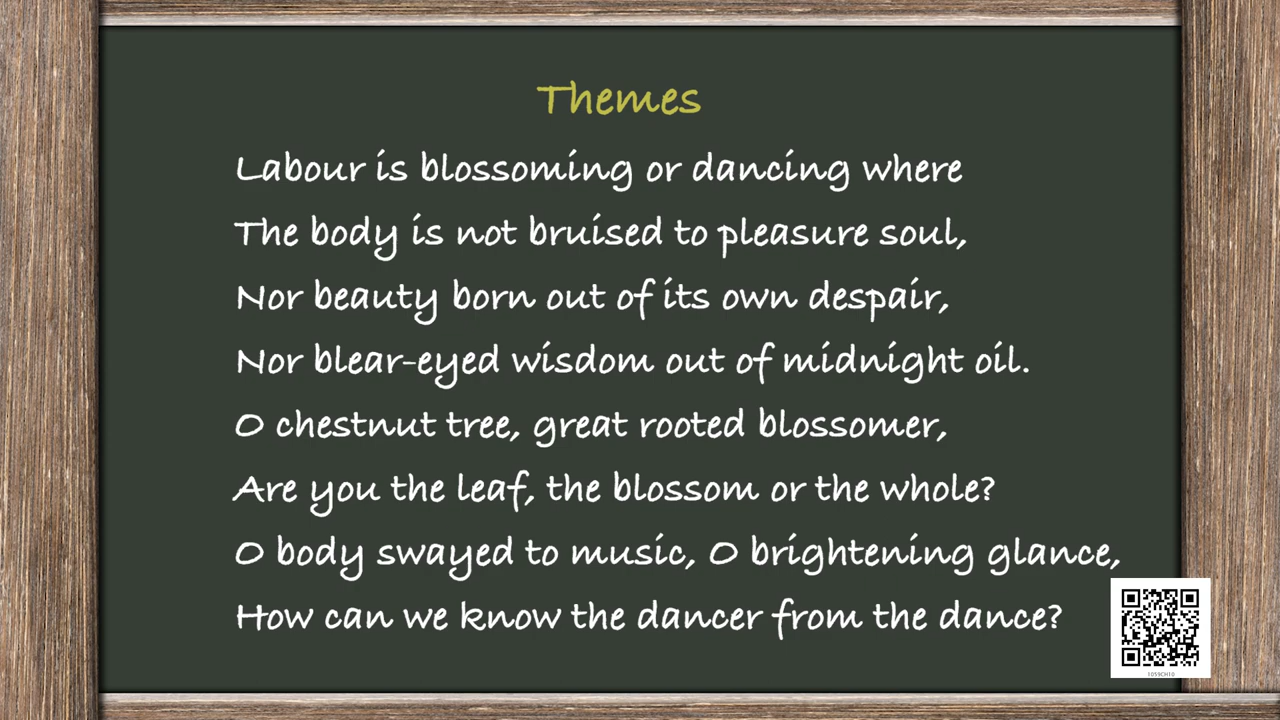 Themes
Labour is blossoming or dancing where
The body is not bruised to pleasure soul,
Nor beauty born out of its own despair,
Nor blear-eyed wisdom out of midnight oil.
O chestnut tree, great rooted blossomer,
Are you the leaf, the blossom or the whole?
O body swayed to music, O brightening glance,
How can we know the dancer from the dance?
1059CH10